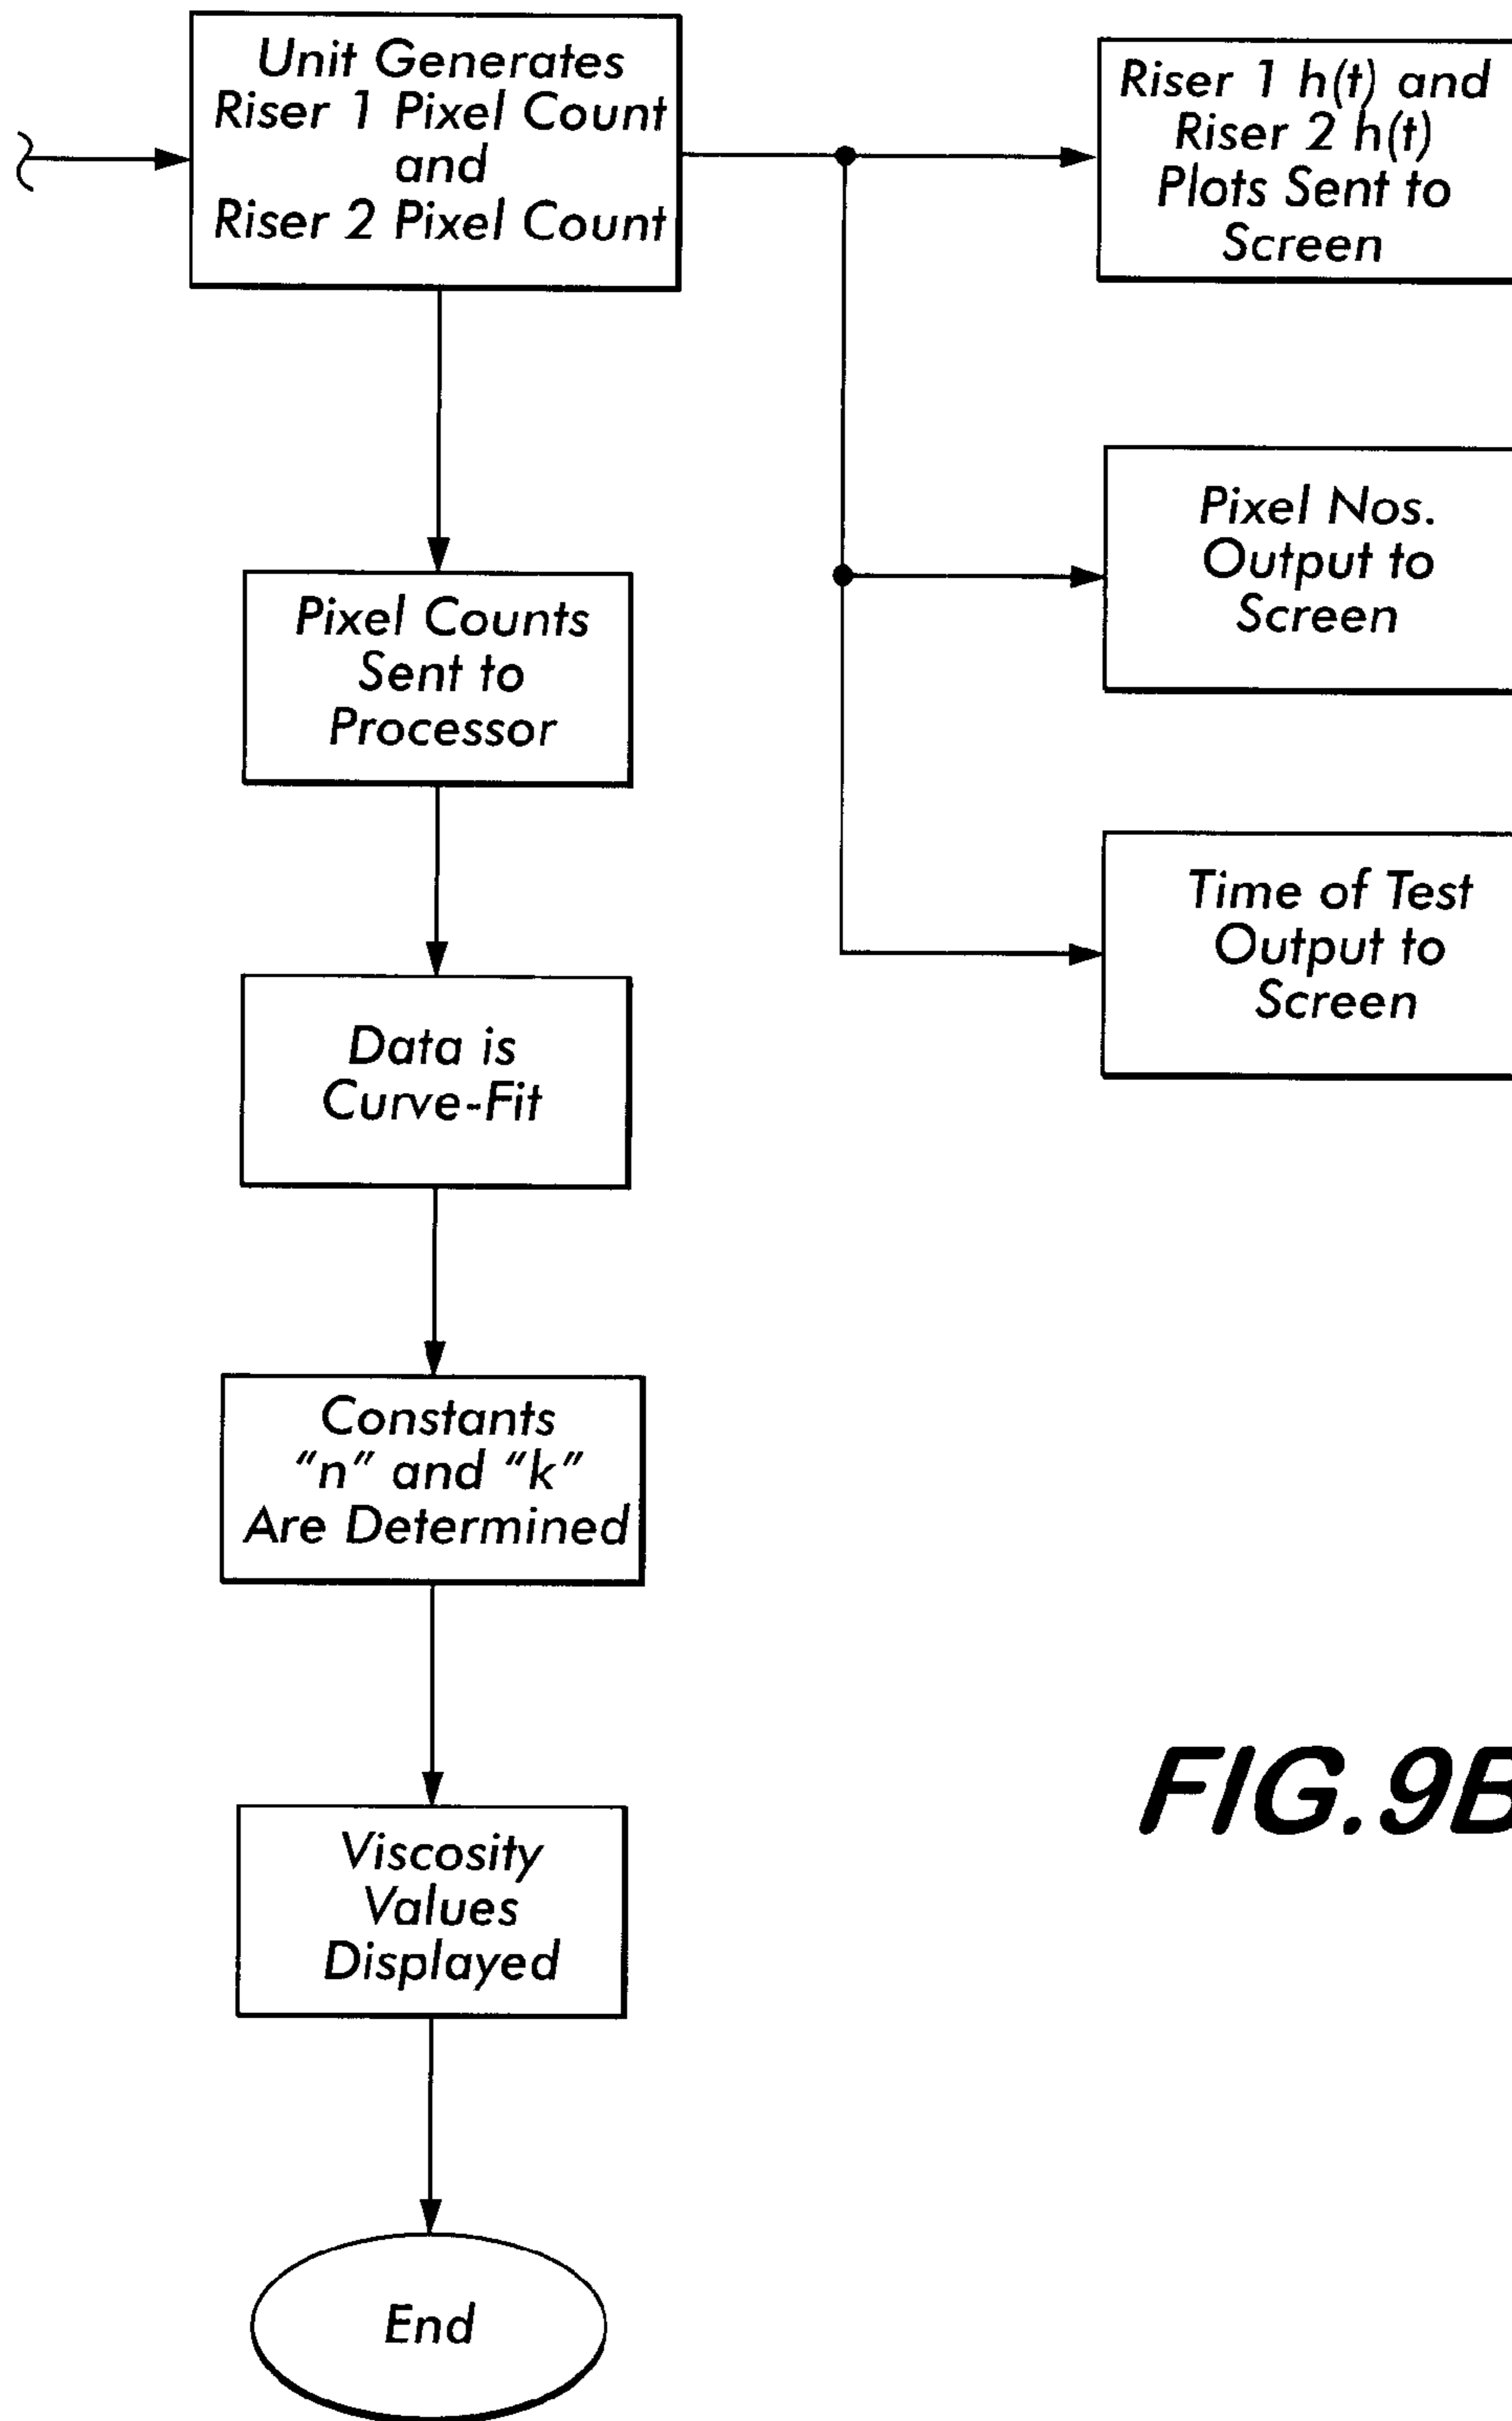 Unit Generates
Riser 1 Pixel Count
and
Riser 2 Pixel Count
Riser 1 h(t) and
Riser 2 h(t)
Plots Sent to
Screen
Pixel Nos.
Output to
Screen
Pixel Counts
Sent to
Processor
Time of Test
Output to
Screen
Data is
Curve-Fit
Constants
“n” and “k”
Are Determined
Viscosity
Values
Displayed
End
FIG.9B